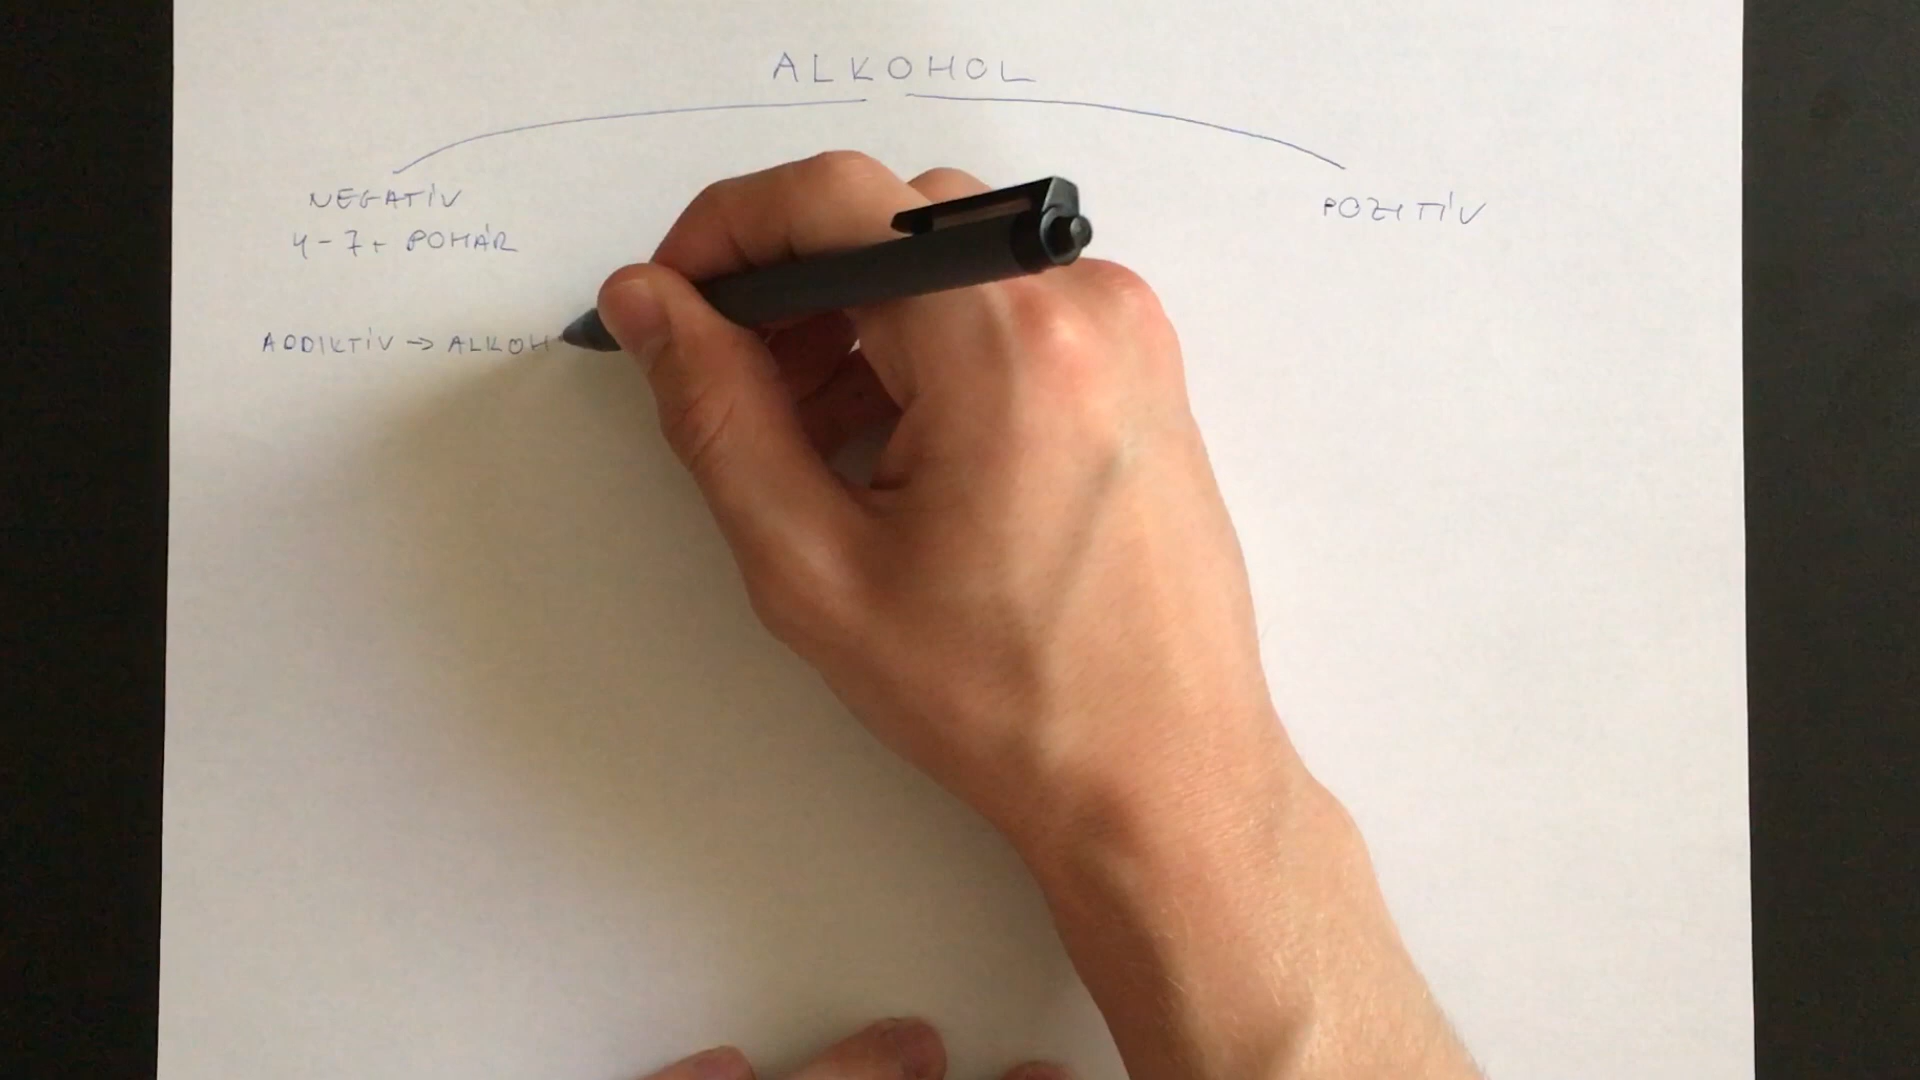 ALKOHOL
NEGATÍV
4-7+ POHÁR
POZITÍV
ADDIKTÍV → ALKOH